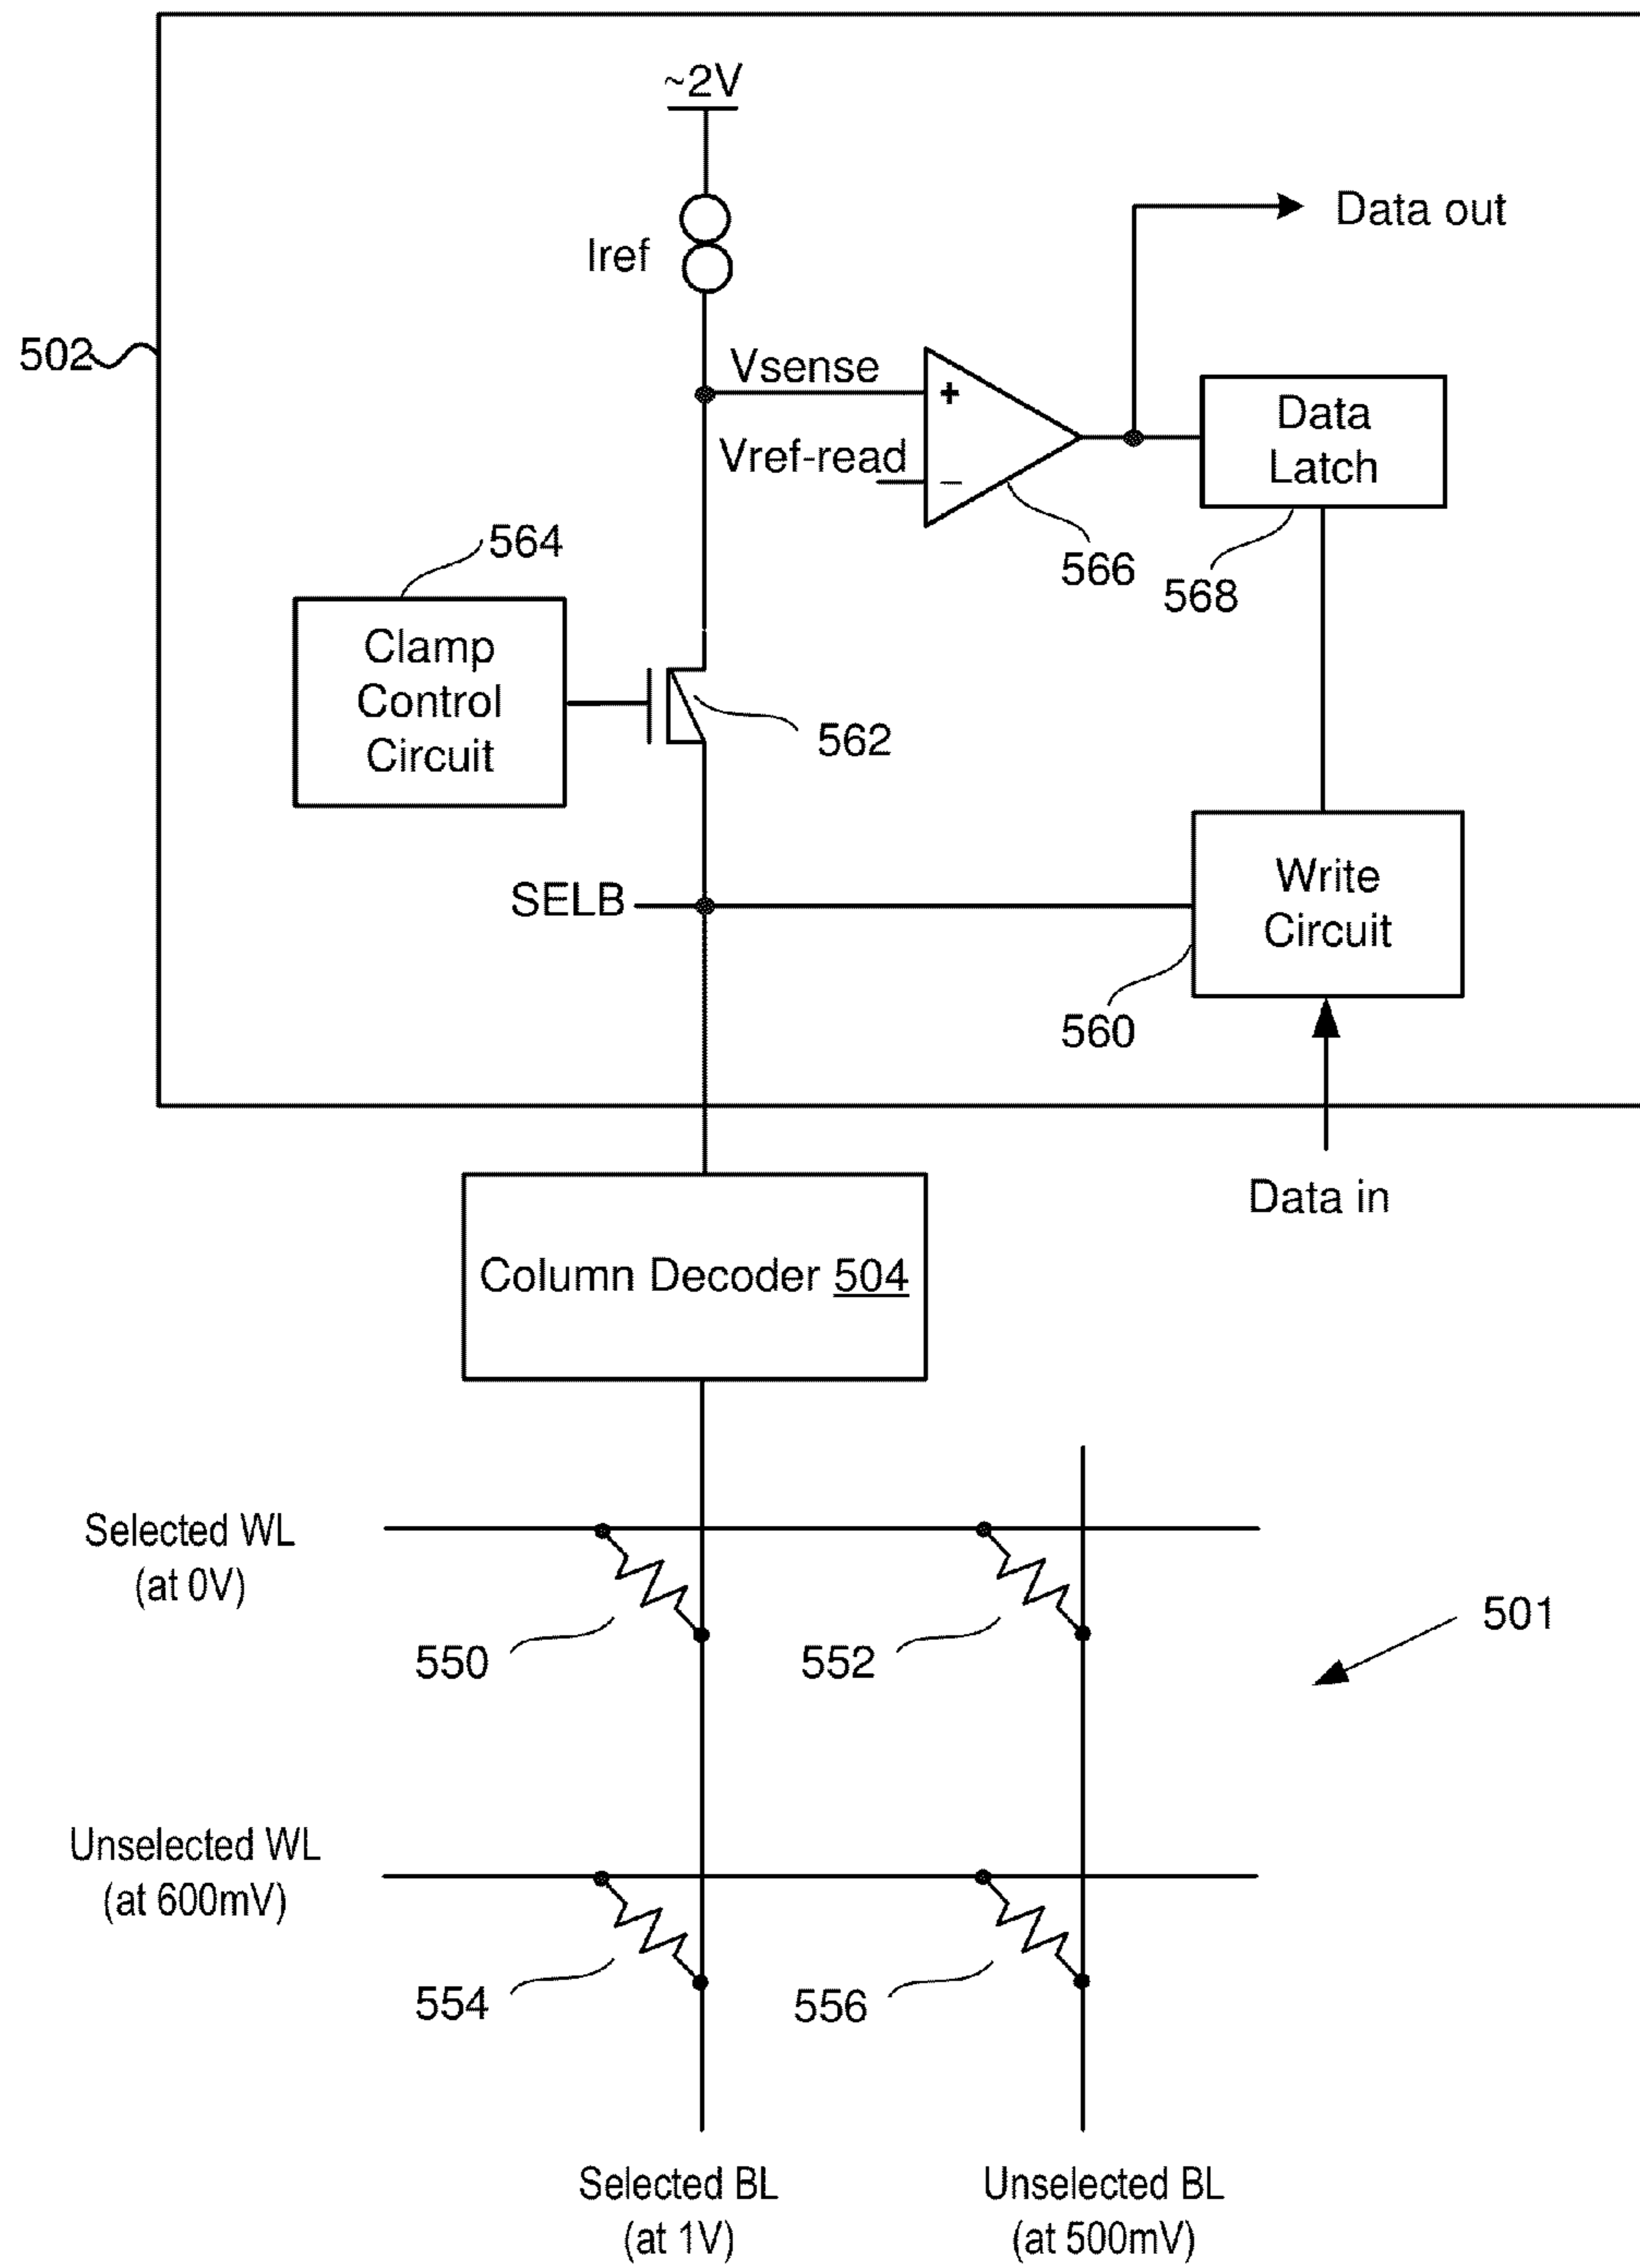 ~2V
Iref
Data out
502
Vsense
+
Vref-read
−
Data
Latch
564
566
568
Clamp
Control
Circuit
562
SELB
Write
Circuit
560
Data in
Column Decoder 504
Selected WL
(at 0V)
550
552
501
Unselected WL
(at 600mV)
554
556
Selected BL
(at 1V)
Unselected BL
(at 500mV)